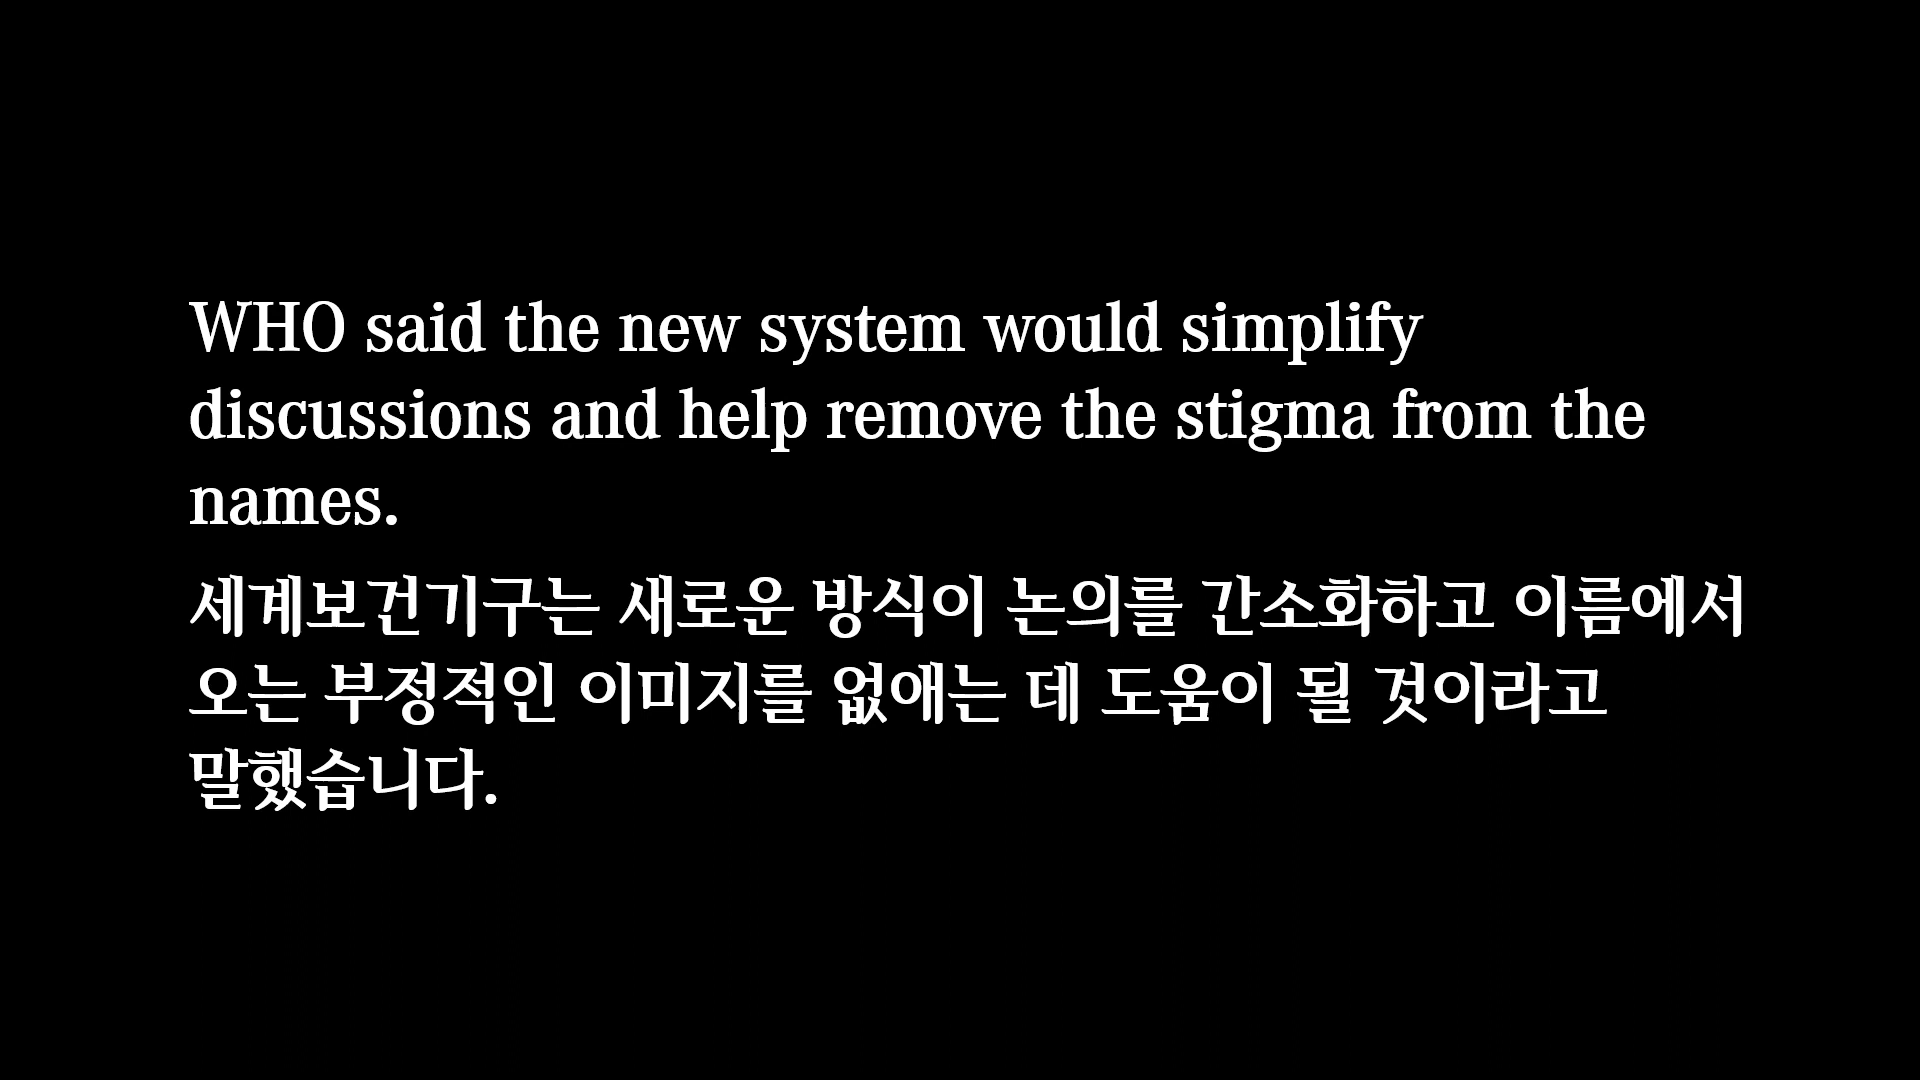 WHO said the new system would simplify
discussions and help remove the stigma from the
names.
세계보건기구는 새로운 방식이 논의를 간소화하고 이름에서
오는 부정적인 이미지를 없애는 데 도움이 될 것이라고
말했습니다.